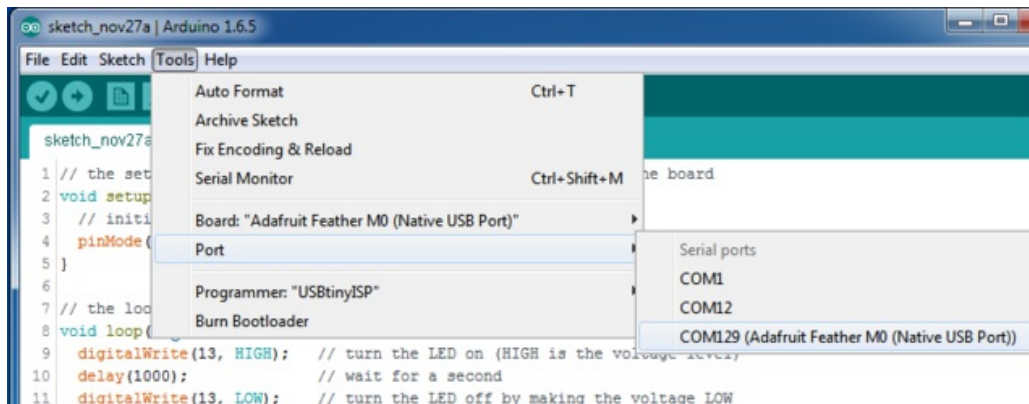 sketch_nov27a | Arduino 1.6.5
File Edit Sketch Tools Help
Auto Format Ctrl+T
Archive Sketch
sketch_nov27a
Fix Encoding & Reload
1 // the set
Serial Monitor Ctrl+Shift+M
board
2 void setup
3 // initi
Board: "Adafruit Feather M0 (Native USB Port)"
4 pinMode(
Port
Serial ports
5 }
COM1
6
Programmer: "USBtinyISP"
7 // the loo
COM12
Burn Bootloader
8 void loop(
COM129 (Adafruit Feather M0 (Native USB Port))
9 digitalWrite(13, HIGH); // turn the LED on (HIGH is the voltage level)
10 delay(1000); // wait for a second
11 digitalWrite(13, LOW); // turn the LED off by making the voltage LOW